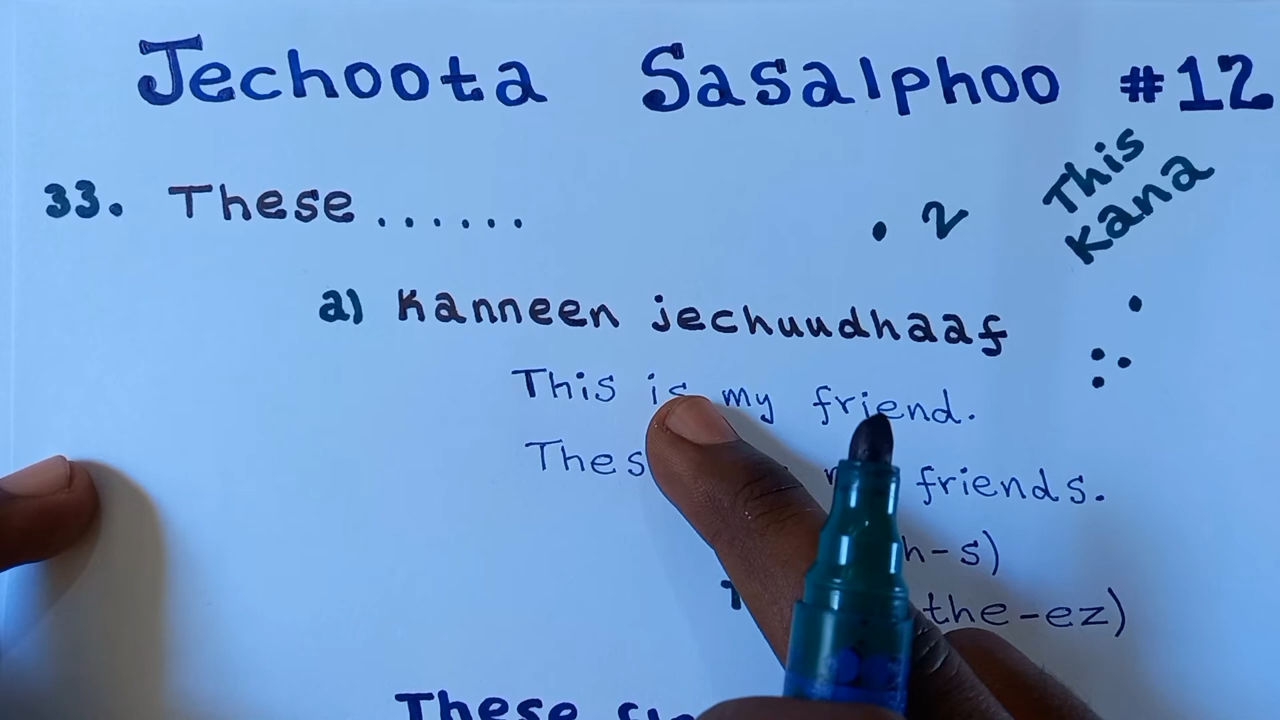 Jechoota Sasalphoo #12
33. These......
. 2
This
Kana
a) Kanneen jechuudhaaf
This is my friend.
friends.
h-s)
the-ez)
These